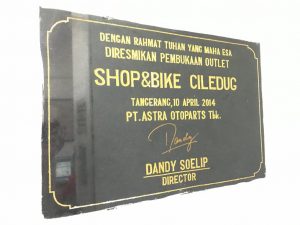 DENGAN RAHMAT TUHAN YANG MAHA ESA
DIRESMIKAN PEMBUKAAN OUTLET
SHOP&BIKE CILEDUG
TANGERANG,10 APRIL 2014
PT.ASTRA OTOPARTS Tbk.
Dandy
DANDY SOELIP
DIRECTOR